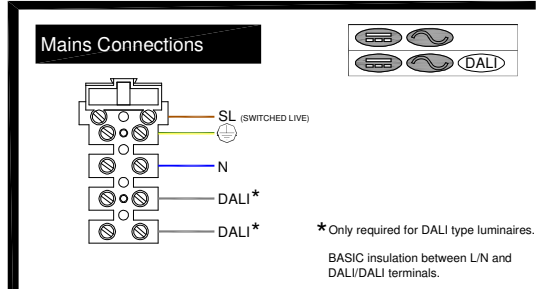 Mains Connections
DALI
SL (SWITCHED LIVE)
N
DALI*
DALI*
*Only required for DALI type luminaires.
BASIC insulation between L/N and
DALI/DALI terminals.